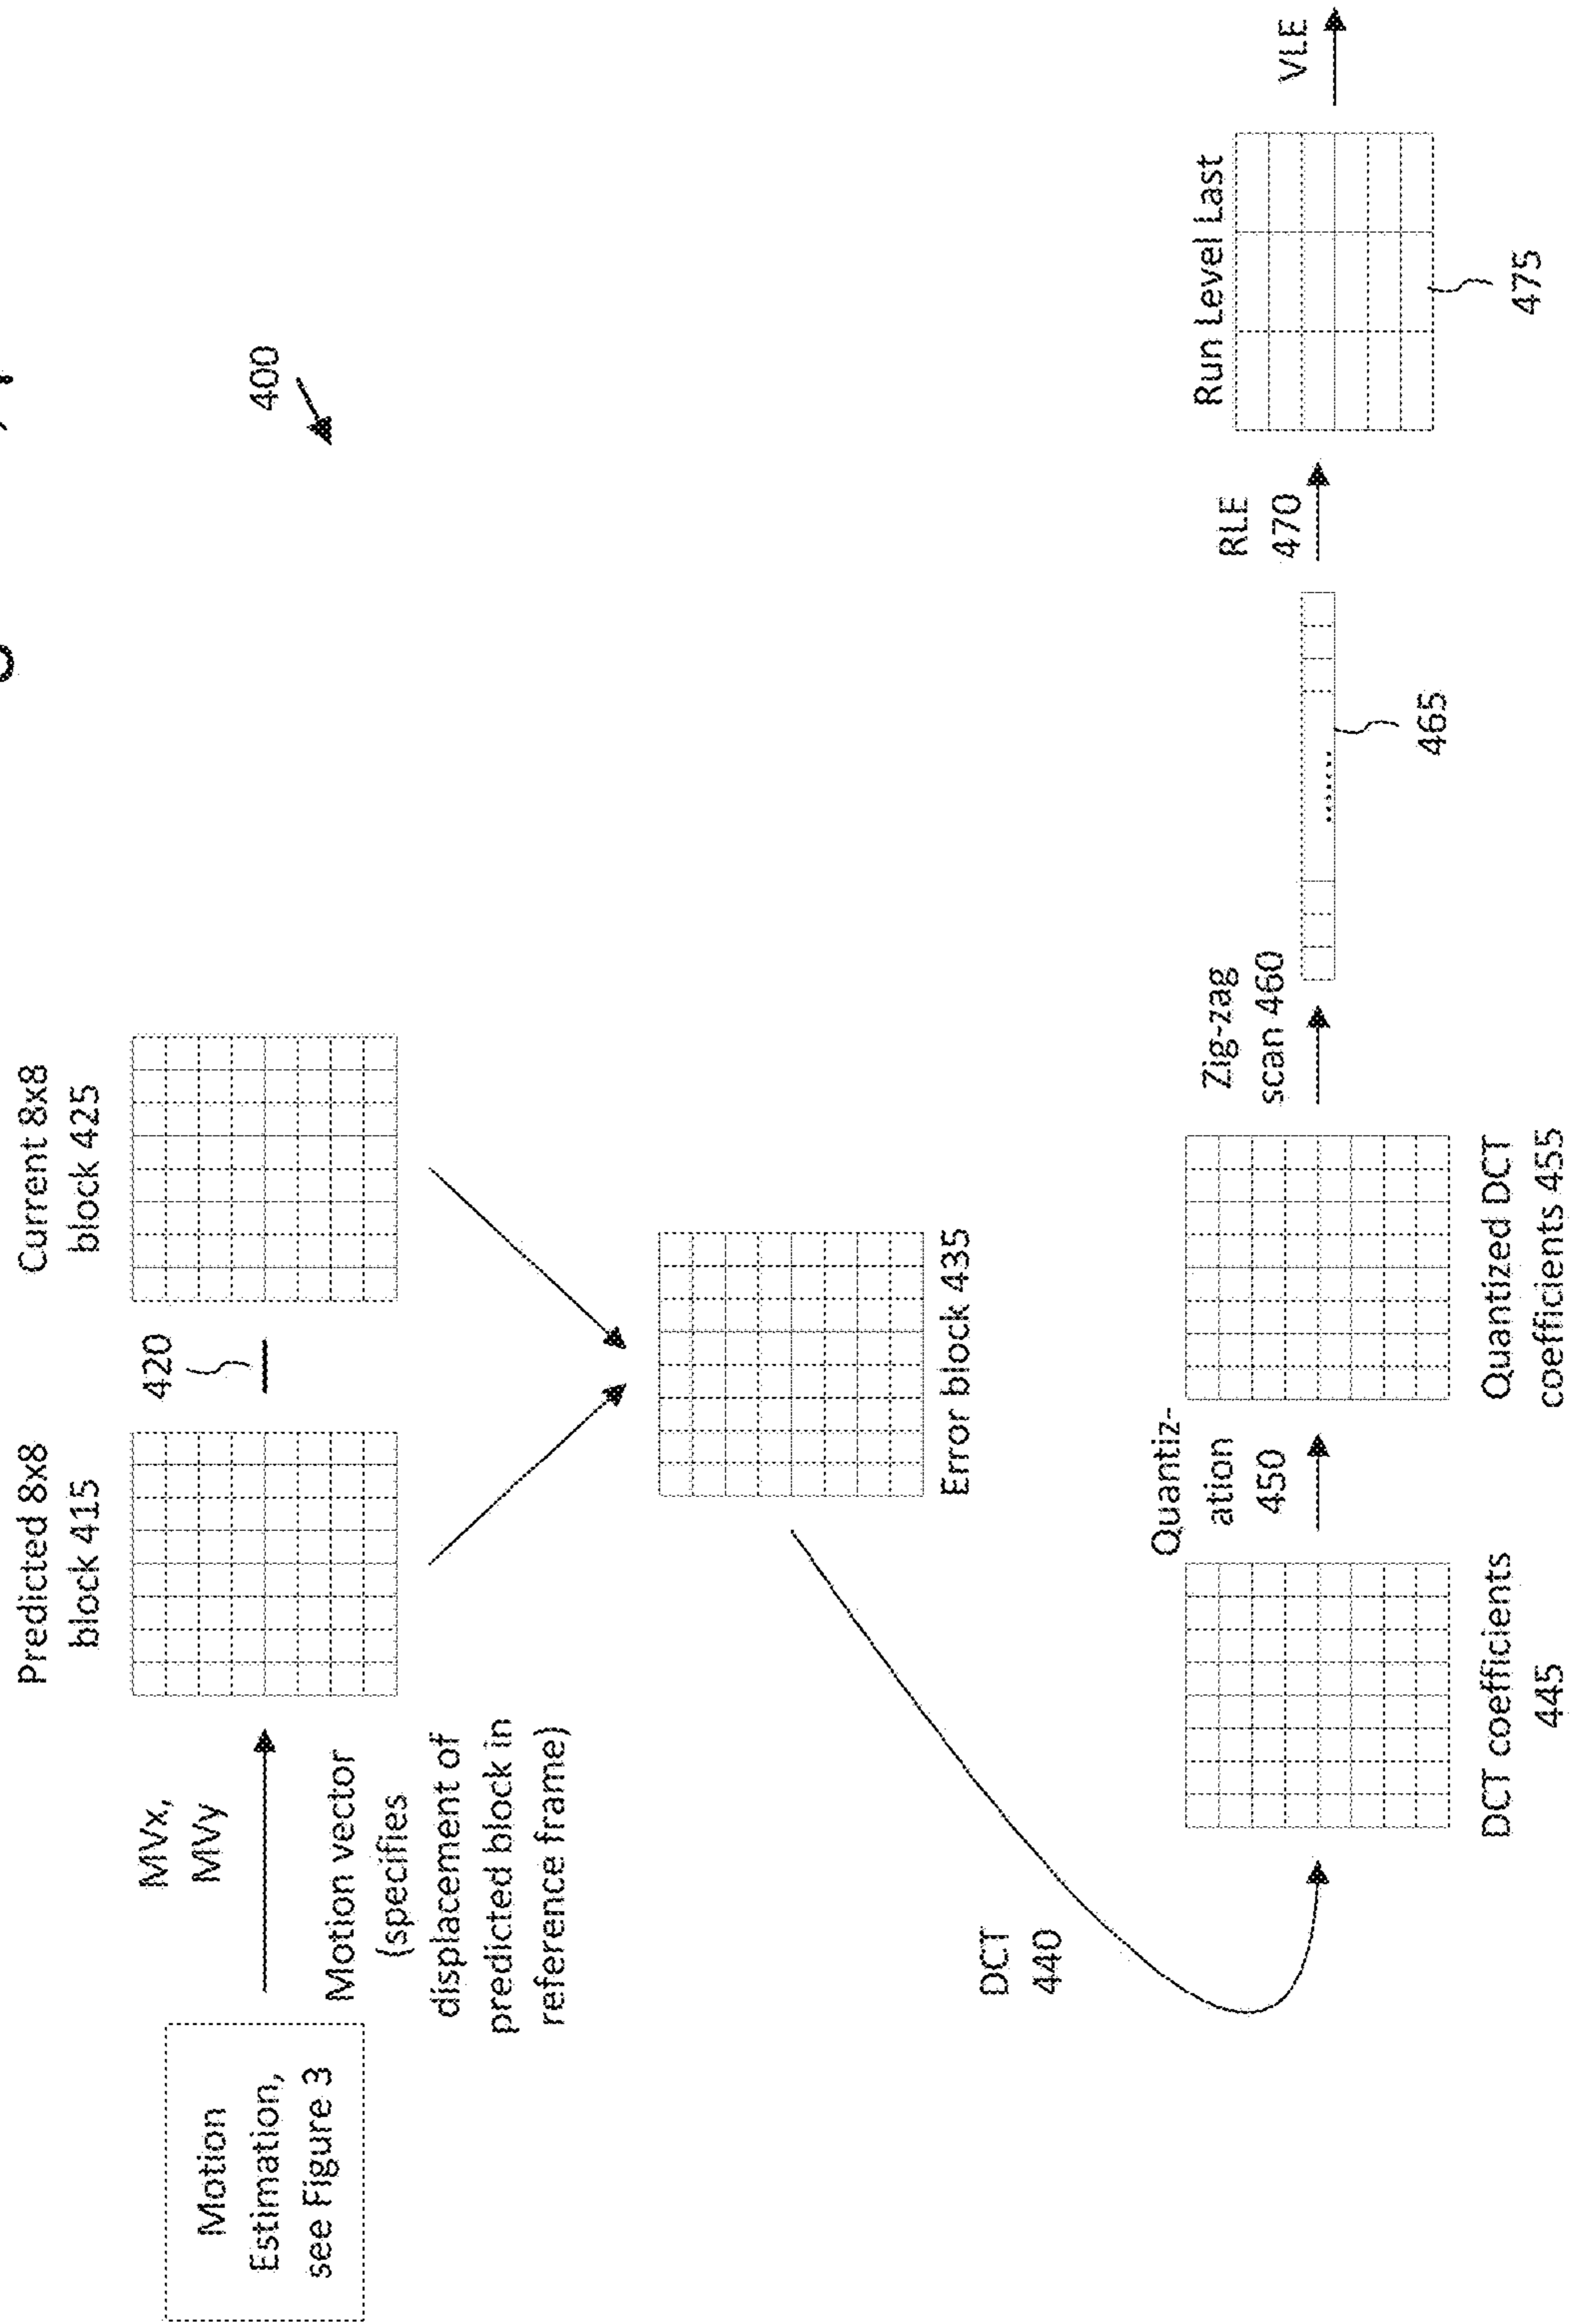 400
Motion
Estimation,
see Figure 3
MVx,
MVy
Motion vector
(specifies
displacement of
predicted block in
reference frame)
Predicted 8x8
block 415
420
Current 8x8
block 425
Error block 435
DCT
440
DCT coefficients
445
Quantiz-
ation
450
Quantized DCT
coefficients 455
Zig-zag
scan 460
......
465
RLE
470
Run Level Last
475
VLE